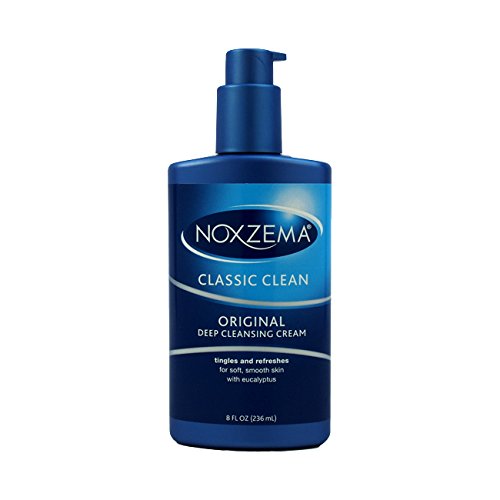 NOXZEMA®
CLASSIC CLEAN
ORIGINAL
DEEP CLEANSING CREAM
tingles and refreshes
for soft, smooth skin
with eucalyptus
8 FL OZ (236 mL)